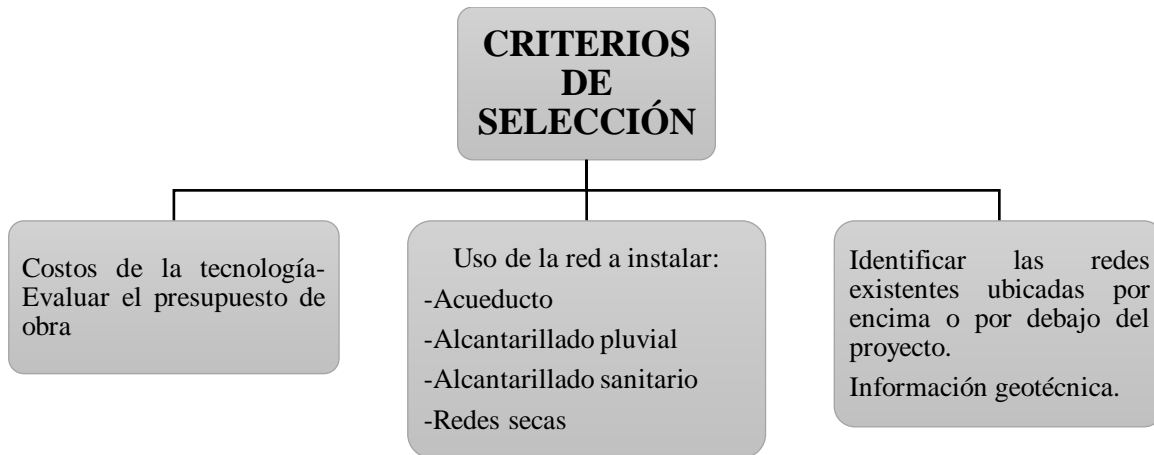 CRITERIOS
DE
SELECCIÓN
Costos de la tecnología-
Evaluar el presupuesto de
obra
Uso de la red a instalar:
-Acueducto
-Alcantarillado pluvial
-Alcantarillado sanitario
-Redes secas
Identificar las redes
existentes ubicadas por
encima o por debajo del
proyecto.
Información geotécnica.